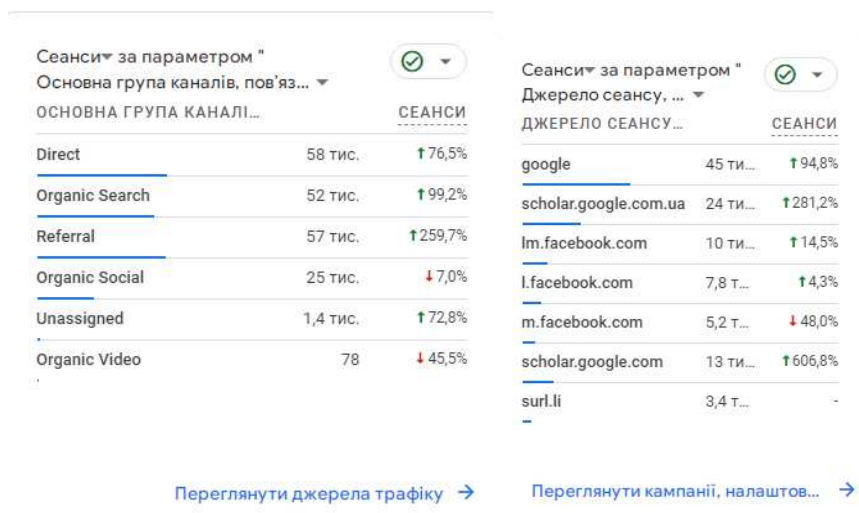 Сеанси за параметром "
Основна група каналів, пов'яз...
ОСНОВНА ГРУПА КАНАЛІ... СЕАНСИ
Direct 58 тис. ↑76,5%
Organic Search 52 тис. ↑99,2%
Referral 57 тис. ↑259,7%
Organic Social 25 тис. ↓7,0%
Unassigned 1,4 тис. ↑72,8%
Organic Video 78 ↓45,5%
Переглянути джерела трафіку →
Сеанси за параметром "
Джерело сеансу, ...
ДЖЕРЕЛО СЕАНСУ... СЕАНСИ
google 45 ти... ↑94,8%
scholar.google.com.ua 24 ти... ↑281,2%
lm.facebook.com 10 ти... ↑14,5%
l.facebook.com 7,8 т... ↑4,3%
m.facebook.com 5,2 т... ↓48,0%
scholar.google.com 13 ти... ↑606,8%
surl.li 3,4 т... -
Переглянути кампанії, налаштов... →